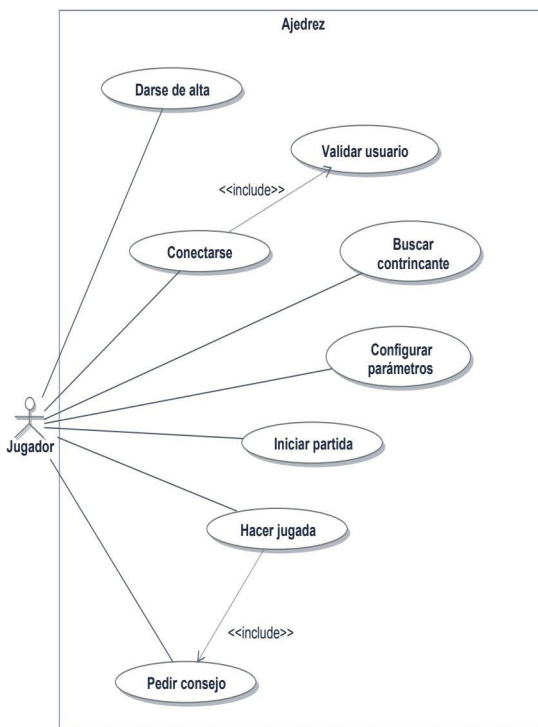 Ajedrez
Darse de alta
Validar usuario
<<include>>
Conectarse
Buscar
contrincante
Configurar
parámetros
Jugador
Iniciar partida
Hacer jugada
<<include>>
Pedir consejo